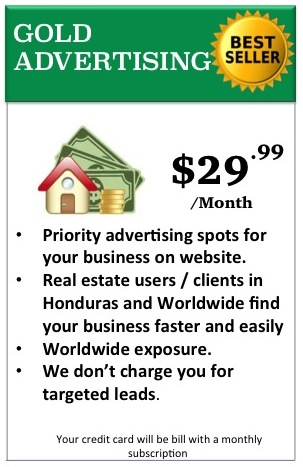 GOLD
ADVERTISING
BEST
SELLER
$29.99
/Month
• Priority advertising spots for
your business on website.
• Real estate users / clients in
Honduras and Worldwide find
your business faster and easily
• Worldwide exposure.
• We don’t charge you for
targeted leads.
Your credit card will be bill with a monthly
subscription